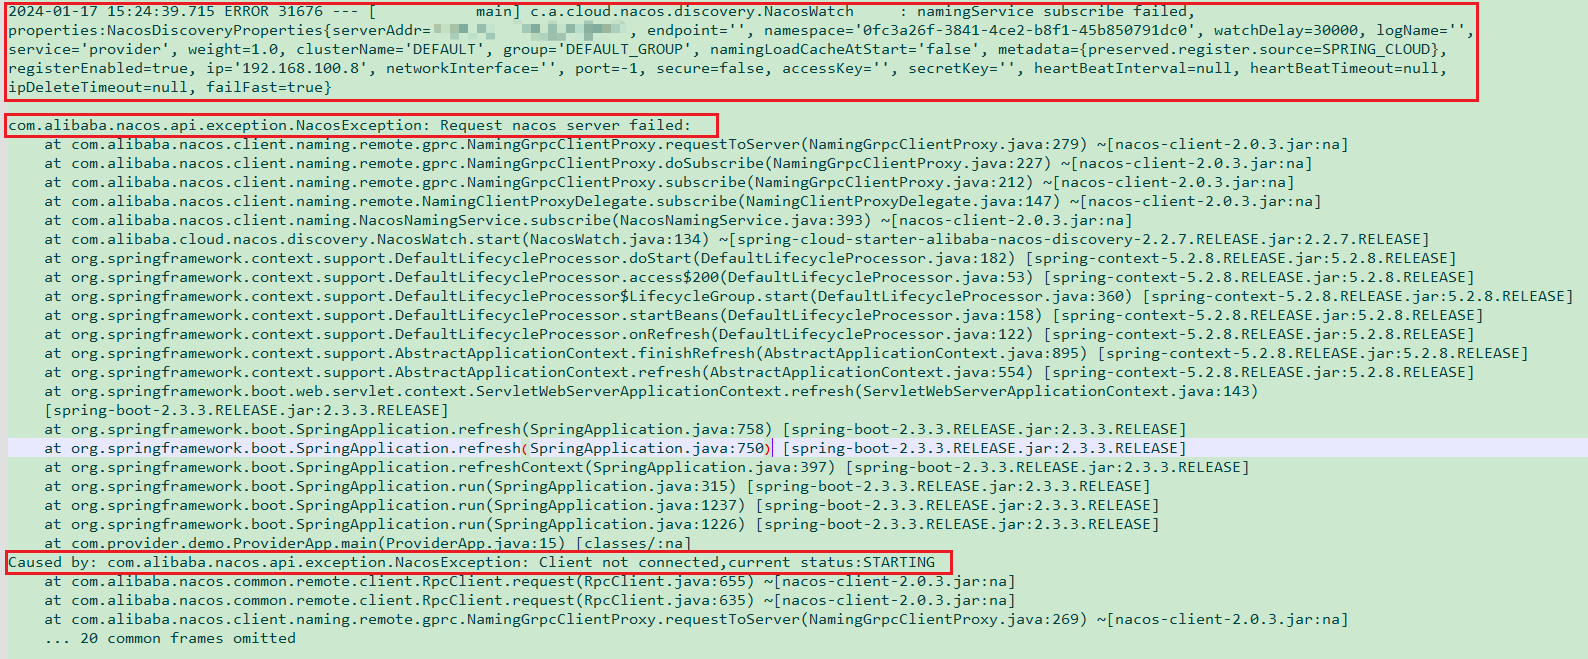 2024-01-17 15:24:39.715 ERROR 31676 --- [           main] c.a.cloud.nacos.discovery.NacosWatch     : namingService subscribe failed,
properties:NacosDiscoveryProperties{serverAddr=                    , endpoint='', namespace='0fc3a26f-3841-4ce2-b8f1-45b850791dc0', watchDelay=30000, logName='',
service='provider', weight=1.0, clusterName='DEFAULT', group='DEFAULT_GROUP', namingLoadCacheAtStart='false', metadata={preserved.register.source=SPRING_CLOUD},
registerEnabled=true, ip='192.168.100.8', networkInterface='', port=-1, secure=false, accessKey='', secretKey='', heartBeatInterval=null, heartBeatTimeout=null,
ipDeleteTimeout=null, failFast=true}
com.alibaba.nacos.api.exception.NacosException: Request nacos server failed:
    at com.alibaba.nacos.client.naming.remote.gprc.NamingGrpcClientProxy.requestToServer(NamingGrpcClientProxy.java:279) ~[nacos-client-2.0.3.jar:na]
    at com.alibaba.nacos.client.naming.remote.gprc.NamingGrpcClientProxy.doSubscribe(NamingGrpcClientProxy.java:227) ~[nacos-client-2.0.3.jar:na]
    at com.alibaba.nacos.client.naming.remote.gprc.NamingGrpcClientProxy.subscribe(NamingGrpcClientProxy.java:212) ~[nacos-client-2.0.3.jar:na]
    at com.alibaba.nacos.client.naming.remote.NamingClientProxyDelegate.subscribe(NamingClientProxyDelegate.java:147) ~[nacos-client-2.0.3.jar:na]
    at com.alibaba.nacos.client.naming.NacosNamingService.subscribe(NacosNamingService.java:393) ~[nacos-client-2.0.3.jar:na]
    at com.alibaba.cloud.nacos.discovery.NacosWatch.start(NacosWatch.java:134) ~[spring-cloud-starter-alibaba-nacos-discovery-2.2.7.RELEASE.jar:2.2.7.RELEASE]
    at org.springframework.context.support.DefaultLifecycleProcessor.doStart(DefaultLifecycleProcessor.java:182) [spring-context-5.2.8.RELEASE.jar:5.2.8.RELEASE]
    at org.springframework.context.support.DefaultLifecycleProcessor.access$200(DefaultLifecycleProcessor.java:53) [spring-context-5.2.8.RELEASE.jar:5.2.8.RELEASE]
    at org.springframework.context.support.DefaultLifecycleProcessor$LifecycleGroup.start(DefaultLifecycleProcessor.java:360) [spring-context-5.2.8.RELEASE.jar:5.2.8.RELEASE]
    at org.springframework.context.support.DefaultLifecycleProcessor.startBeans(DefaultLifecycleProcessor.java:158) [spring-context-5.2.8.RELEASE.jar:5.2.8.RELEASE]
    at org.springframework.context.support.DefaultLifecycleProcessor.onRefresh(DefaultLifecycleProcessor.java:122) [spring-context-5.2.8.RELEASE.jar:5.2.8.RELEASE]
    at org.springframework.context.support.AbstractApplicationContext.finishRefresh(AbstractApplicationContext.java:895) [spring-context-5.2.8.RELEASE.jar:5.2.8.RELEASE]
    at org.springframework.context.support.AbstractApplicationContext.refresh(AbstractApplicationContext.java:554) [spring-context-5.2.8.RELEASE.jar:5.2.8.RELEASE]
    at org.springframework.boot.web.servlet.context.ServletWebServerApplicationContext.refresh(ServletWebServerApplicationContext.java:143)
    [spring-boot-2.3.3.RELEASE.jar:2.3.3.RELEASE]
    at org.springframework.boot.SpringApplication.refresh(SpringApplication.java:758) [spring-boot-2.3.3.RELEASE.jar:2.3.3.RELEASE]
    at org.springframework.boot.SpringApplication.refresh(SpringApplication.java:750) [spring-boot-2.3.3.RELEASE.jar:2.3.3.RELEASE]
    at org.springframework.boot.SpringApplication.refreshContext(SpringApplication.java:397) [spring-boot-2.3.3.RELEASE.jar:2.3.3.RELEASE]
    at org.springframework.boot.SpringApplication.run(SpringApplication.java:315) [spring-boot-2.3.3.RELEASE.jar:2.3.3.RELEASE]
    at org.springframework.boot.SpringApplication.run(SpringApplication.java:1237) [spring-boot-2.3.3.RELEASE.jar:2.3.3.RELEASE]
    at org.springframework.boot.SpringApplication.run(SpringApplication.java:1226) [spring-boot-2.3.3.RELEASE.jar:2.3.3.RELEASE]
    at com.provider.demo.ProviderApp.main(ProviderApp.java:15) [classes/:na]
Caused by: com.alibaba.nacos.api.exception.NacosException: Client not connected,current status:STARTING
    at com.alibaba.nacos.common.remote.client.RpcClient.request(RpcClient.java:655) ~[nacos-client-2.0.3.jar:na]
    at com.alibaba.nacos.common.remote.client.RpcClient.request(RpcClient.java:635) ~[nacos-client-2.0.3.jar:na]
    at com.alibaba.nacos.client.naming.remote.gprc.NamingGrpcClientProxy.requestToServer(NamingGrpcClientProxy.java:269) ~[nacos-client-2.0.3.jar:na]
    ... 20 common frames omitted